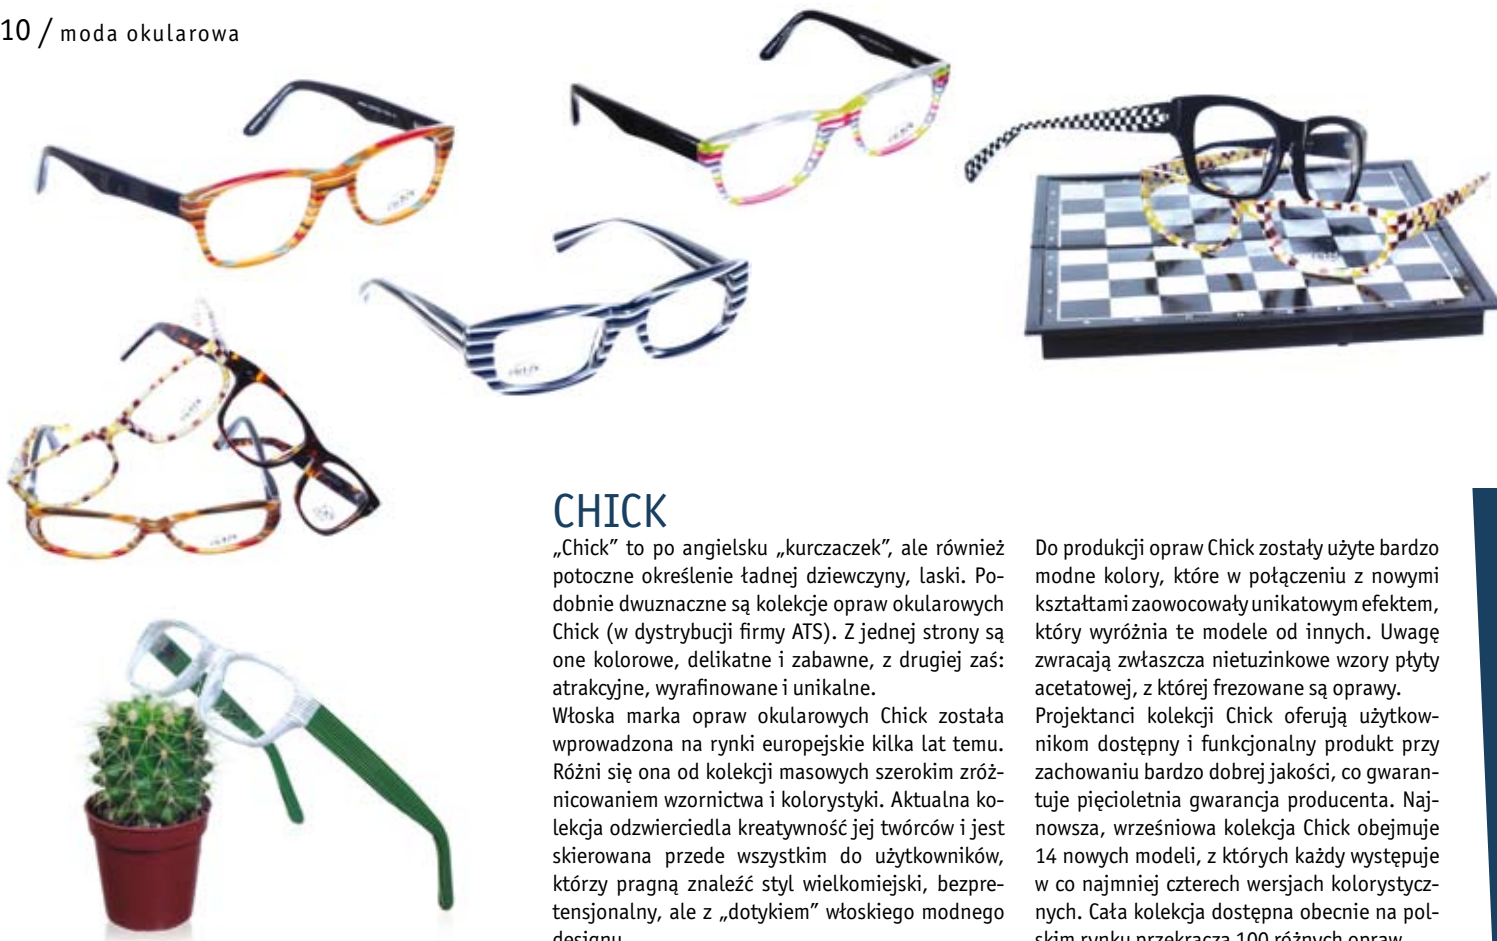 10 / moda okularowa
CHICK
„Chick” to po angielsku „kurczaczek”, ale również
potoczne określenie ładnej dziewczyny, laski. Po-
dobnie dwuznaczne są kolekcje opraw okularowych
Chick (w dystrybucji firmy ATS). Z jednej strony są
one kolorowe, delikatne i zabawne, z drugiej zaś:
atrakcyjne, wyrafinowane i unikalne.
Włoska marka opraw okularowych Chick została
wprowadzona na rynki europejskie kilka lat temu.
Różni się ona od kolekcji masowych szerokim zróż-
nicowaniem wzornictwa i kolorystyki. Aktualna ko-
lekcja odzwierciedla kreatywność jej twórców i jest
skierowana przede wszystkim do użytkowników,
którzy pragną znaleźć styl wielkomiejski, bezpre-
tensjonalny, ale z „dotykiem” włoskiego modnego
designu.
Do produkcji opraw Chick zostały użyte bardzo
modne kolory, które w połączeniu z nowymi
kształtami zaowocowały unikatowym efektem,
który wyróżnia te modele od innych. Uwagę
zwracają zwłaszcza nietuzinkowe wzory płyty
acetatowej, z której frezowane są oprawy.
Projektanci kolekcji Chick oferują użytkow-
nikom dostępny i funkcjonalny produkt przy
zachowaniu bardzo dobrej jakości, co gwaran-
tuje pięcioletnia gwarancja producenta. Naj-
nowsza, wrześniowa kolekcja Chick obejmuje
14 nowych modeli, z których każdy występuje
w co najmniej czterech wersjach kolorystycz-
nych. Cała kolekcja dostępna obecnie na pol-
skim rynku przekracza 100 różnych opraw.